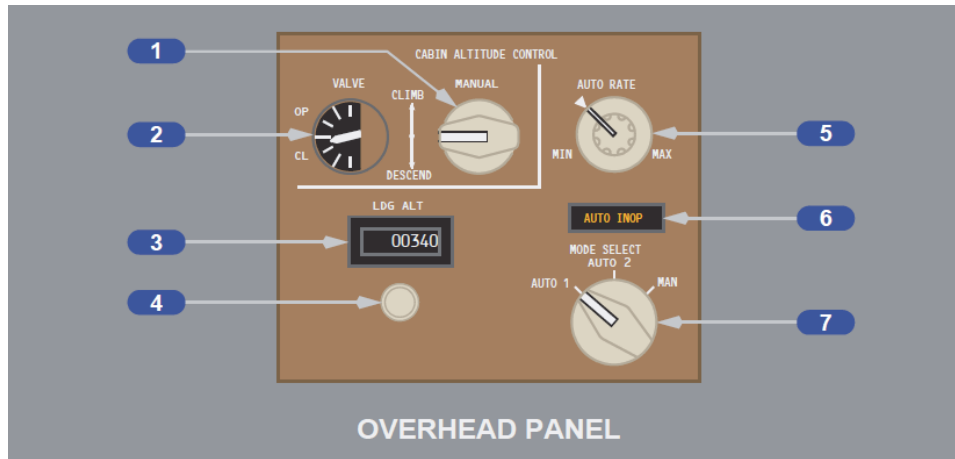 1
CABIN ALTITUDE CONTROL
VALVE
MANUAL
AUTO RATE
CLIMB
OP
2
5
CL
MIN
MAX
DESCEND
LDG ALT
AUTO INOP
6
3
00340
MODE SELECT
AUTO 2
AUTO 1
MAN
4
7
OVERHEAD PANEL